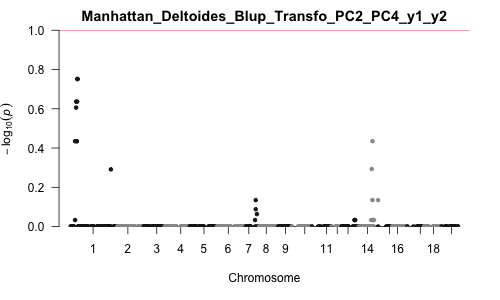 Manhattan_Deltoides_Blup_Transfo_PC2_PC4_y1_y2
1.0
0.8
0.6
0.4
0.2
0.0
− log10(p)
1 2 3 4 5 6 7 8 9 11 14 16 18
Chromosome